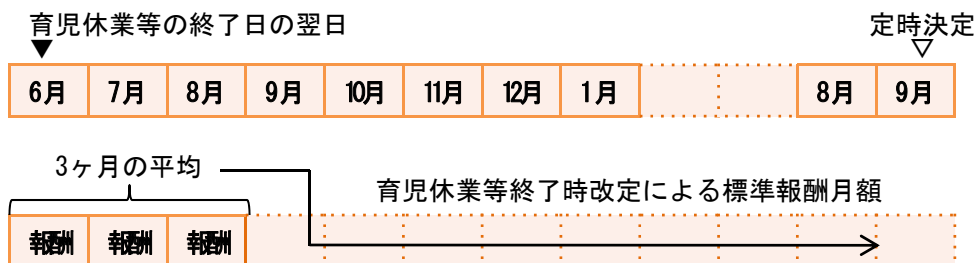 育児休業等の終了日の翌日 定時決定
6月 7月 8月 9月 10月 11月 12月 1月 8月 9月
3ヶ月の平均
育児休業等終了時改定による標準報酬月額
報酬 報酬 報酬